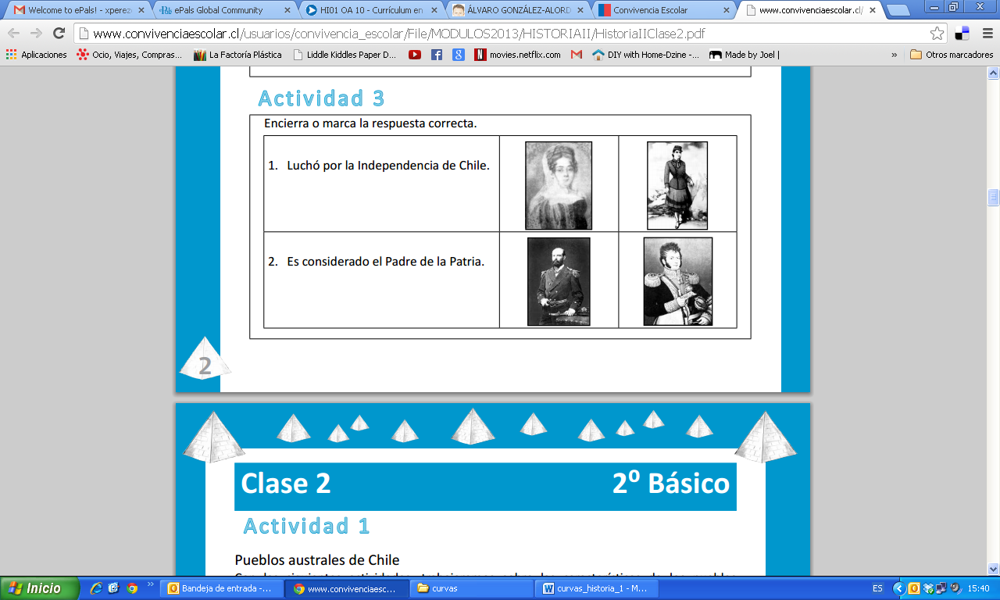 Welcome to ePals! - xperez
ePals Global Community
HI01 OA 10 - Currículum en
ÁLVARO GONZÁLEZ-ALORD
Convivencia Escolar
www.convivenciaescolar.cl/
www.convivenciaescolar.cl/usuarios/convivencia_escolar/File/MODULOS2013/HISTORIAII/HistoriaIIClase2.pdf
Aplicaciones
Ocio, Viajes, Compras...
La Factoría Plástica
Liddle Kiddles Paper D...
movies.netflix.com
DIY With Home-Dzine -...
Made by Joel |
»
Otros marcadores
Actividad 3
Encierra o marca la respuesta correcta.
1. Luchó por la Independencia de Chile.
2. Es considerado el Padre de la Patria.
2
Clase 2 2º Básico
Actividad 1
Pueblos australes de Chile
Inicio
»
Bandeja de entrada -...
www.convivenciaesc...
curvas
curvas_historia_1 - M...
ES
15:40